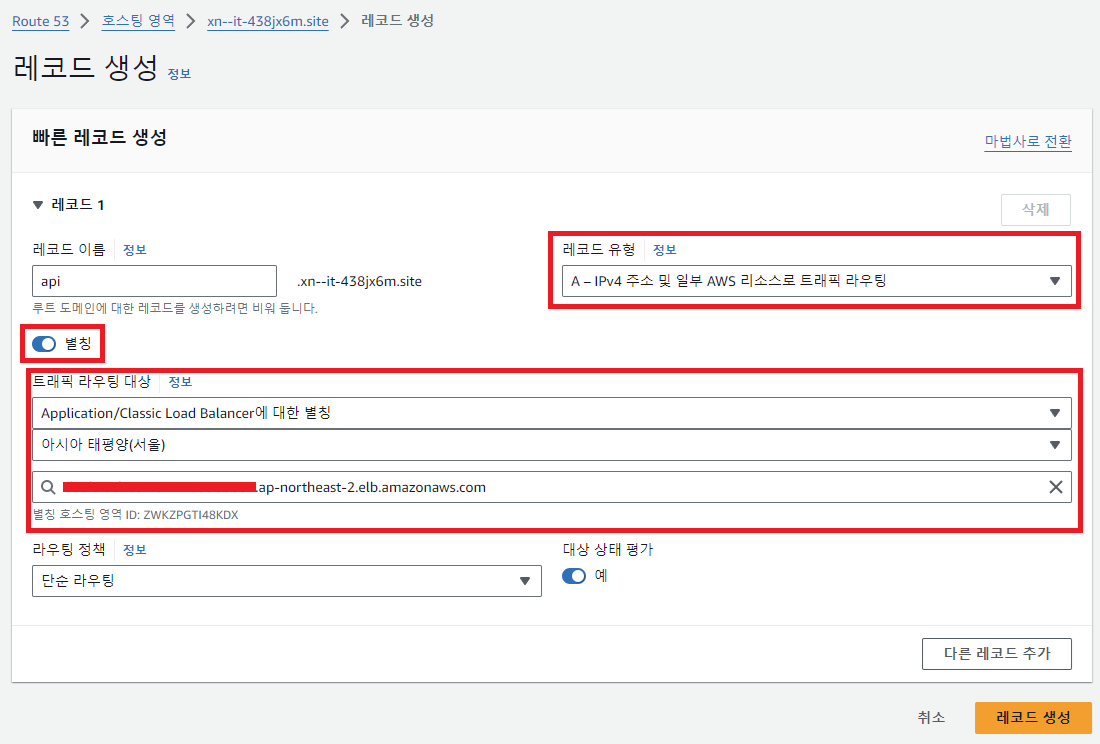 Route 53 > 호스팅 영역 > xn--it-438jx6m.site > 레코드 생성
레코드 생성 정보
빠른 레코드 생성
마법사로 전환
레코드 1
삭제
레코드 이름 정보
api .xn--it-438jx6m.site
루트 도메인에 대한 레코드를 생성하려면 비워 둡니다.
레코드 유형 정보
A – IPv4 주소 및 일부 AWS 리소스로 트래픽 라우팅
별칭
트래픽 라우팅 대상 정보
Application/Classic Load Balancer에 대한 별칭
아시아 태평양(서울)
.ap-northeast-2.elb.amazonaws.com
별칭 호스팅 영역 ID: ZWKZPGTI48KDX
라우팅 정책 정보
단순 라우팅
대상 상태 평가
예
다른 레코드 추가
취소
레코드 생성